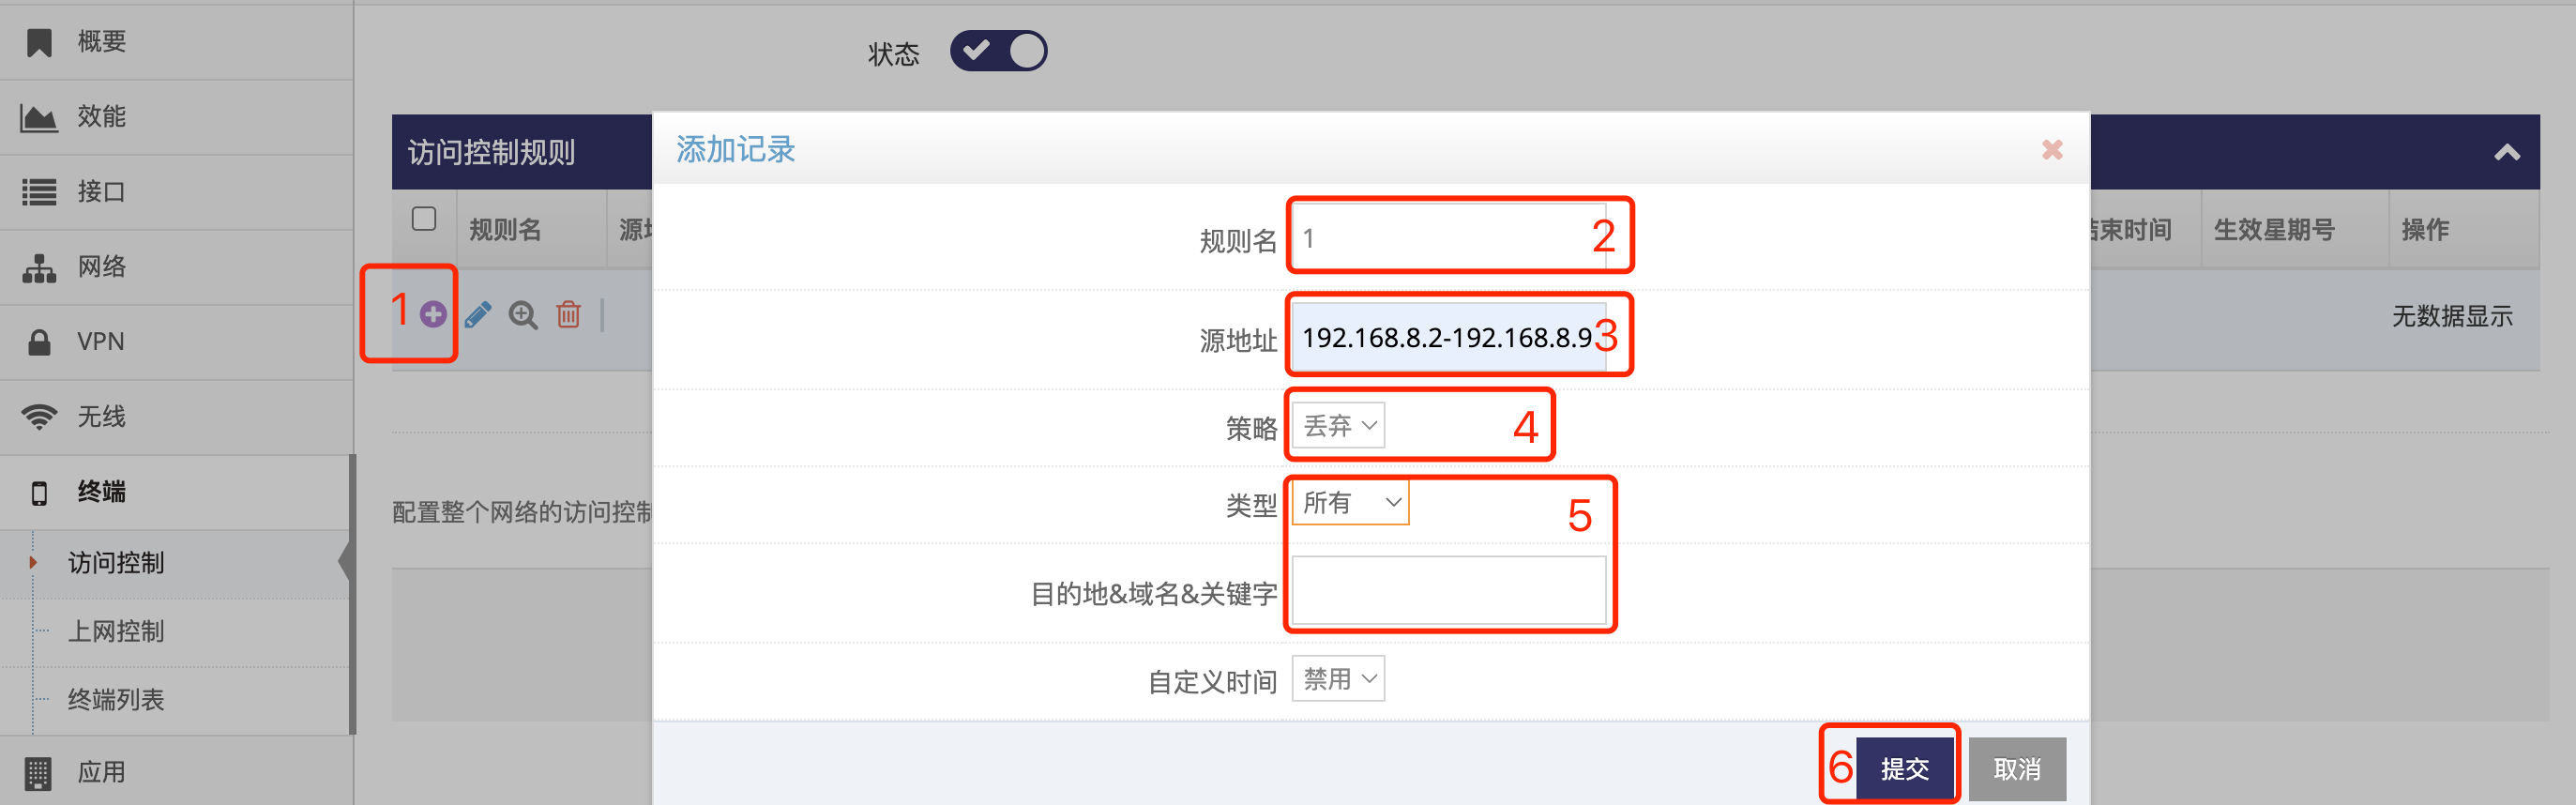 概要
效能
接口
网络
VPN
无线
终端
访问控制
上网控制
终端列表
应用
状态
访问控制规则
规则名
源
束时间
生效星期号
操作
1
无数据显示
配置整个网络的访问控制
添加记录
规则名 1 2
源地址 192.168.8.2-192.168.8.9 3
策略 丢弃 4
类型 所有 5
目的地&域名&关键字
自定义时间 禁用
6 提交 取消